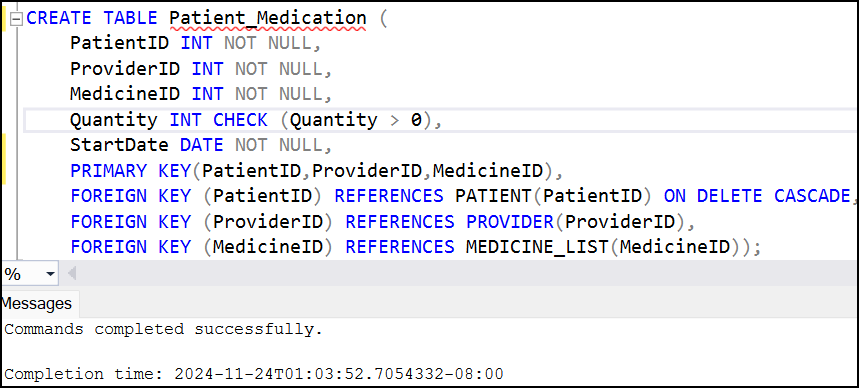 CREATE TABLE Patient_Medication (
PatientID INT NOT NULL,
ProviderID INT NOT NULL,
MedicineID INT NOT NULL,
Quantity INT CHECK (Quantity > 0),
StartDate DATE NOT NULL,
PRIMARY KEY(PatientID,ProviderID,MedicineID),
FOREIGN KEY (PatientID) REFERENCES PATIENT(PatientID) ON DELETE CASCADE,
FOREIGN KEY (ProviderID) REFERENCES PROVIDER(ProviderID),
FOREIGN KEY (MedicineID) REFERENCES MEDICINE_LIST(MedicineID));
%
Messages
Commands completed successfully.
Completion time: 2024-11-24T01:03:52.7054332-08:00